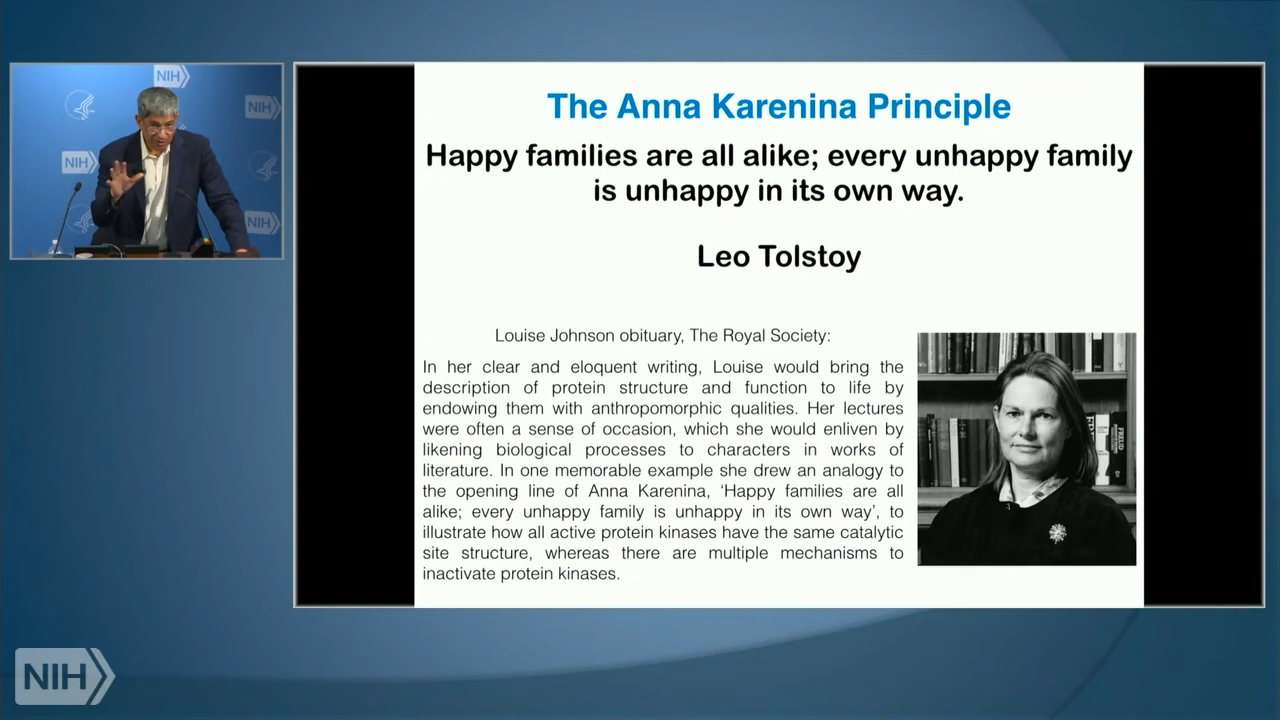 NIH
NIH
NIH
NIH
The Anna Karenina Principle
Happy families are all alike; every unhappy family
is unhappy in its own way.
Leo Tolstoy
Louise Johnson obituary, The Royal Society:
In her clear and eloquent writing, Louise would bring the
description of protein structure and function to life by
endowing them with anthropomorphic qualities. Her lectures
were often a sense of occasion, which she would enliven by
likening biological processes to characters in works of
literature. In one memorable example she drew an analogy to
the opening line of Anna Karenina, ‘Happy families are all
alike; every unhappy family is unhappy in its own way’, to
illustrate how all active protein kinases have the same catalytic
site structure, whereas there are multiple mechanisms to
inactivate protein kinases.
NIH